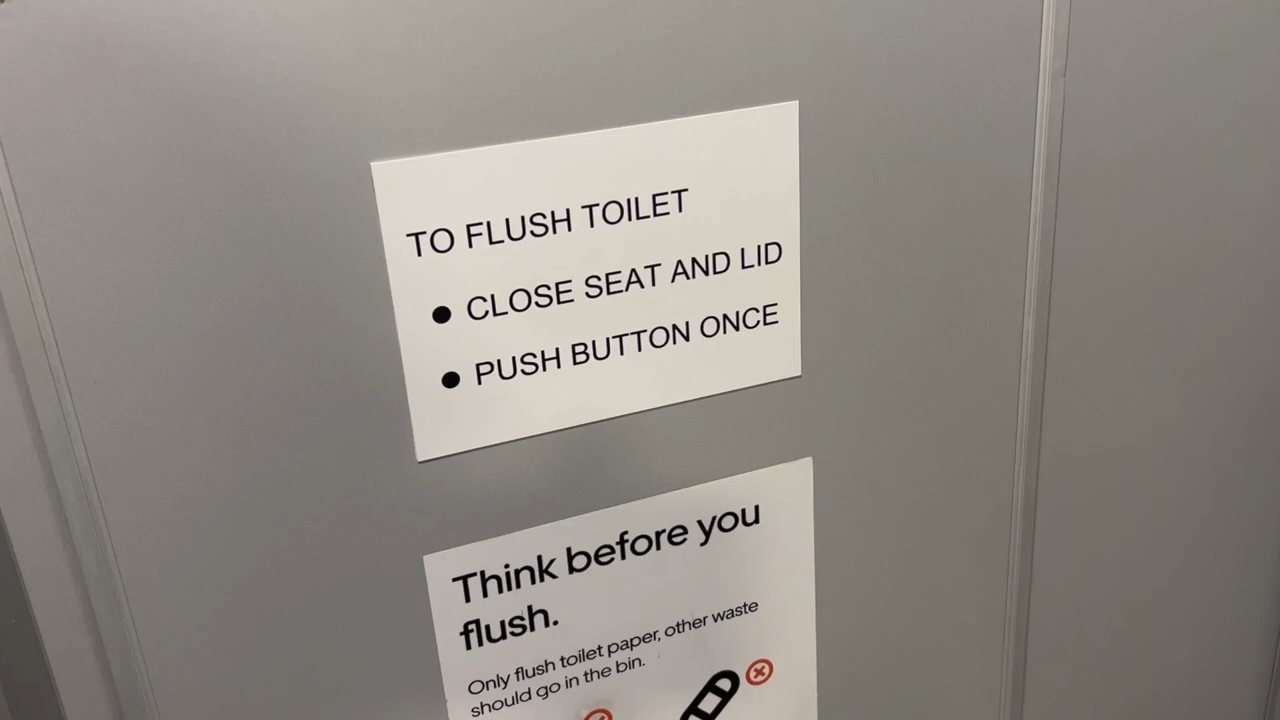 TO FLUSH TOILET
● CLOSE SEAT AND LID
● PUSH BUTTON ONCE
Think before you
flush.
Only flush toilet paper, other waste
should go in the bin.